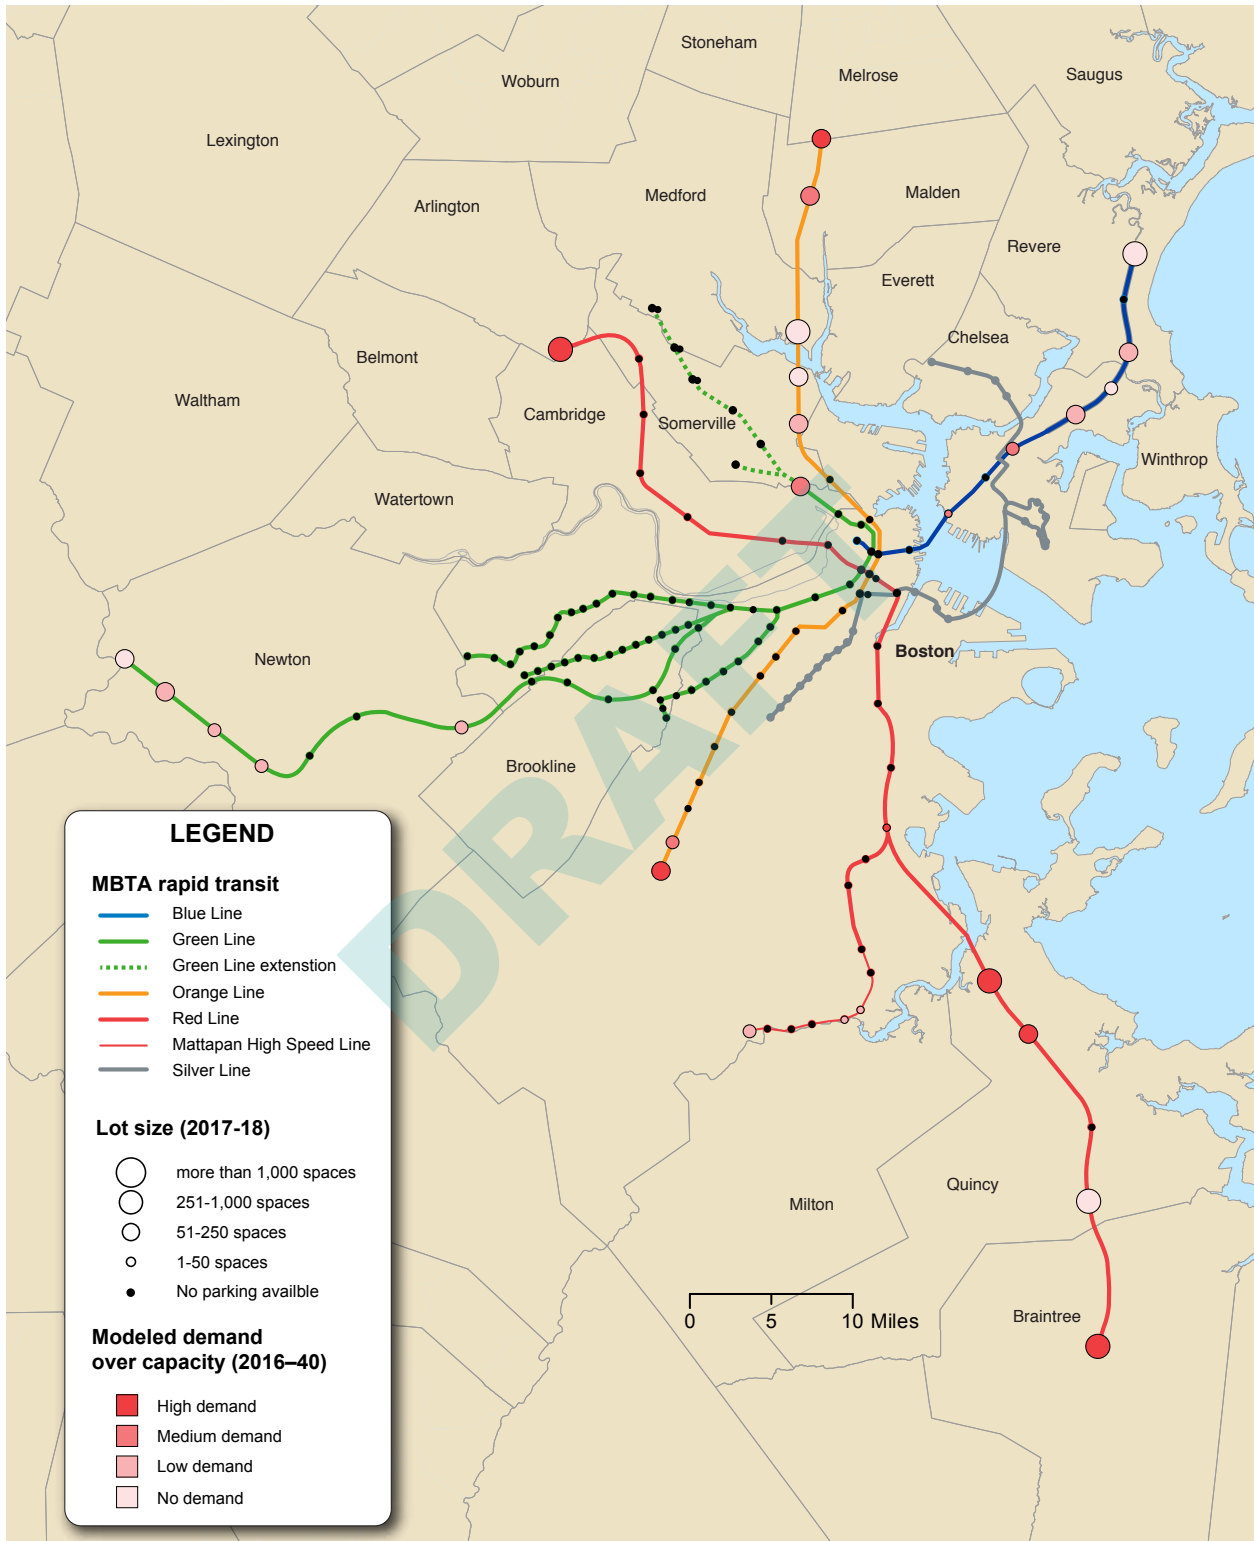 Stoneham
Melrose
Saugus
Woburn
Lexington
Arlington
Medford
Malden
Revere
Everett
Chelsea
Belmont
Waltham
Cambridge
Somerville
Winthrop
Watertown
Newton
Boston
Brookline
DRAFT
Quincy
Milton
Braintree
0 5 10 Miles
LEGEND
MBTA rapid transit
Blue Line
Green Line
Green Line extenstion
Orange Line
Red Line
Mattapan High Speed Line
Silver Line
Lot size (2017-18)
more than 1,000 spaces
251-1,000 spaces
51-250 spaces
1-50 spaces
No parking availble
Modeled demand
over capacity (2016–40)
High demand
Medium demand
Low demand
No demand